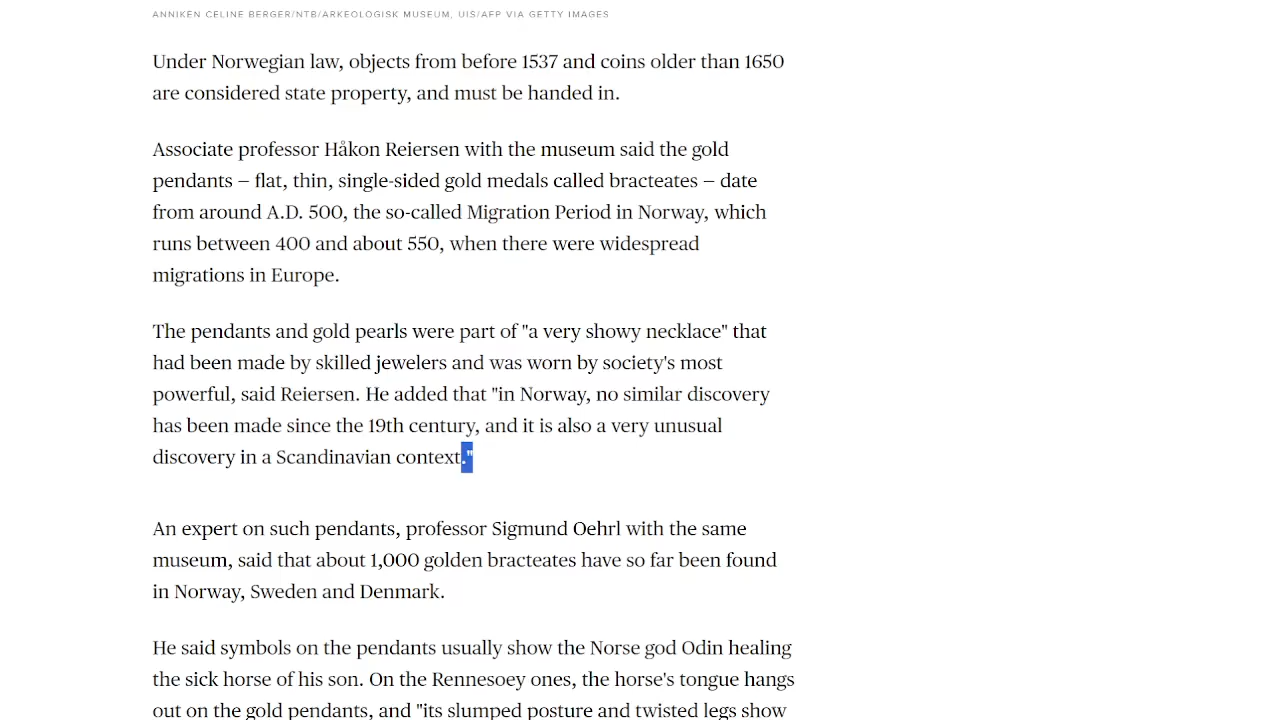 ANNIKEN CELINE BERGER/NTB/ARKEOLOGISK MUSEUM, UIS/AFP VIA GETTY IMAGES
Under Norwegian law, objects from before 1537 and coins older than 1650
are considered state property, and must be handed in.
Associate professor Håkon Reiersen with the museum said the gold
pendants — flat, thin, single-sided gold medals called bracteates — date
from around A.D. 500, the so-called Migration Period in Norway, which
runs between 400 and about 550, when there were widespread
migrations in Europe.
The pendants and gold pearls were part of "a very showy necklace" that
had been made by skilled jewelers and was worn by society's most
powerful, said Reiersen. He added that "in Norway, no similar discovery
has been made since the 19th century, and it is also a very unusual
discovery in a Scandinavian context."
An expert on such pendants, professor Sigmund Oehrl with the same
museum, said that about 1,000 golden bracteates have so far been found
in Norway, Sweden and Denmark.
He said symbols on the pendants usually show the Norse god Odin healing
the sick horse of his son. On the Rennesoey ones, the horse's tongue hangs
out on the gold pendants, and "its slumped posture and twisted legs show